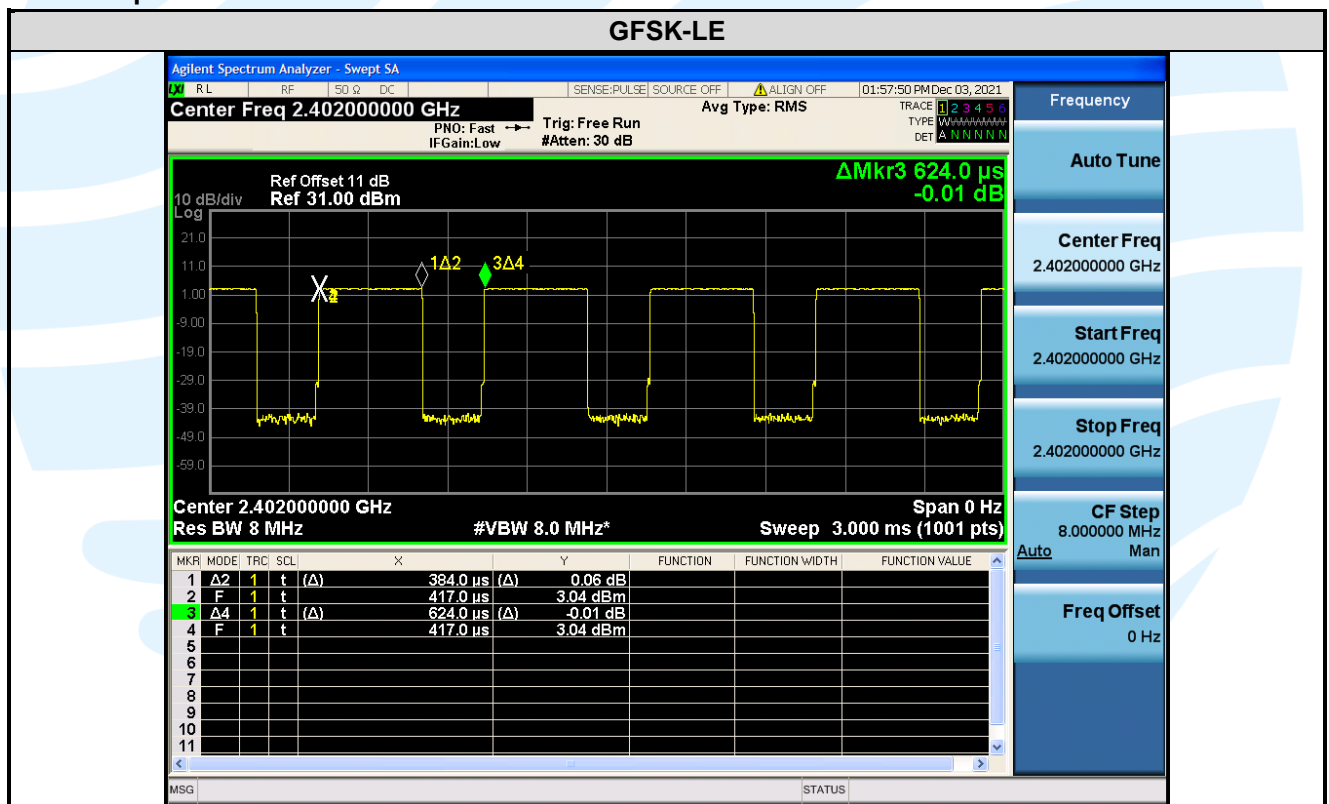 GFSK-LE
Agilent Spectrum Analyzer - Swept SA
LXI RL RF 50 Ω DC SENSE:PULSE SOURCE OFF ALIGN OFF 01:57:50 PM Dec 03, 2021
Center Freq 2.402000000 GHz Avg Type: RMS TRACE 1 2 3 4 5 6
PNO: Fast Trig: Free Run TYPE WWWWWW
IFGain:Low #Atten: 30 dB DET A N N N N N
Frequency
Auto Tune
Center Freq
2.402000000 GHz
Start Freq
2.402000000 GHz
Stop Freq
2.402000000 GHz
CF Step
8.000000 MHz
Auto Man
Freq Offset
0 Hz
ΔMkr3 624.0 µs
-0.01 dB
Ref Offset 11 dB
10 dB/div Ref 31.00 dBm
Log
21.0
11.0
1.00
-9.00
-19.0
-29.0
-39.0
-49.0
-59.0
1Δ2 3Δ4
Center 2.402000000 GHz Span 0 Hz
Res BW 8 MHz #VBW 8.0 MHz* Sweep 3.000 ms (1001 pts)
MKR MODE TRC SCL X Y FUNCTION FUNCTION WIDTH FUNCTION VALUE
1 Δ2 1 t (Δ) 384.0 µs (Δ) 0.06 dB
2 F 1 t 417.0 µs 3.04 dBm
3 Δ4 1 t (Δ) 624.0 µs (Δ) -0.01 dB
4 F 1 t 417.0 µs 3.04 dBm
5
6
7
8
9
10
11
MSG STATUS